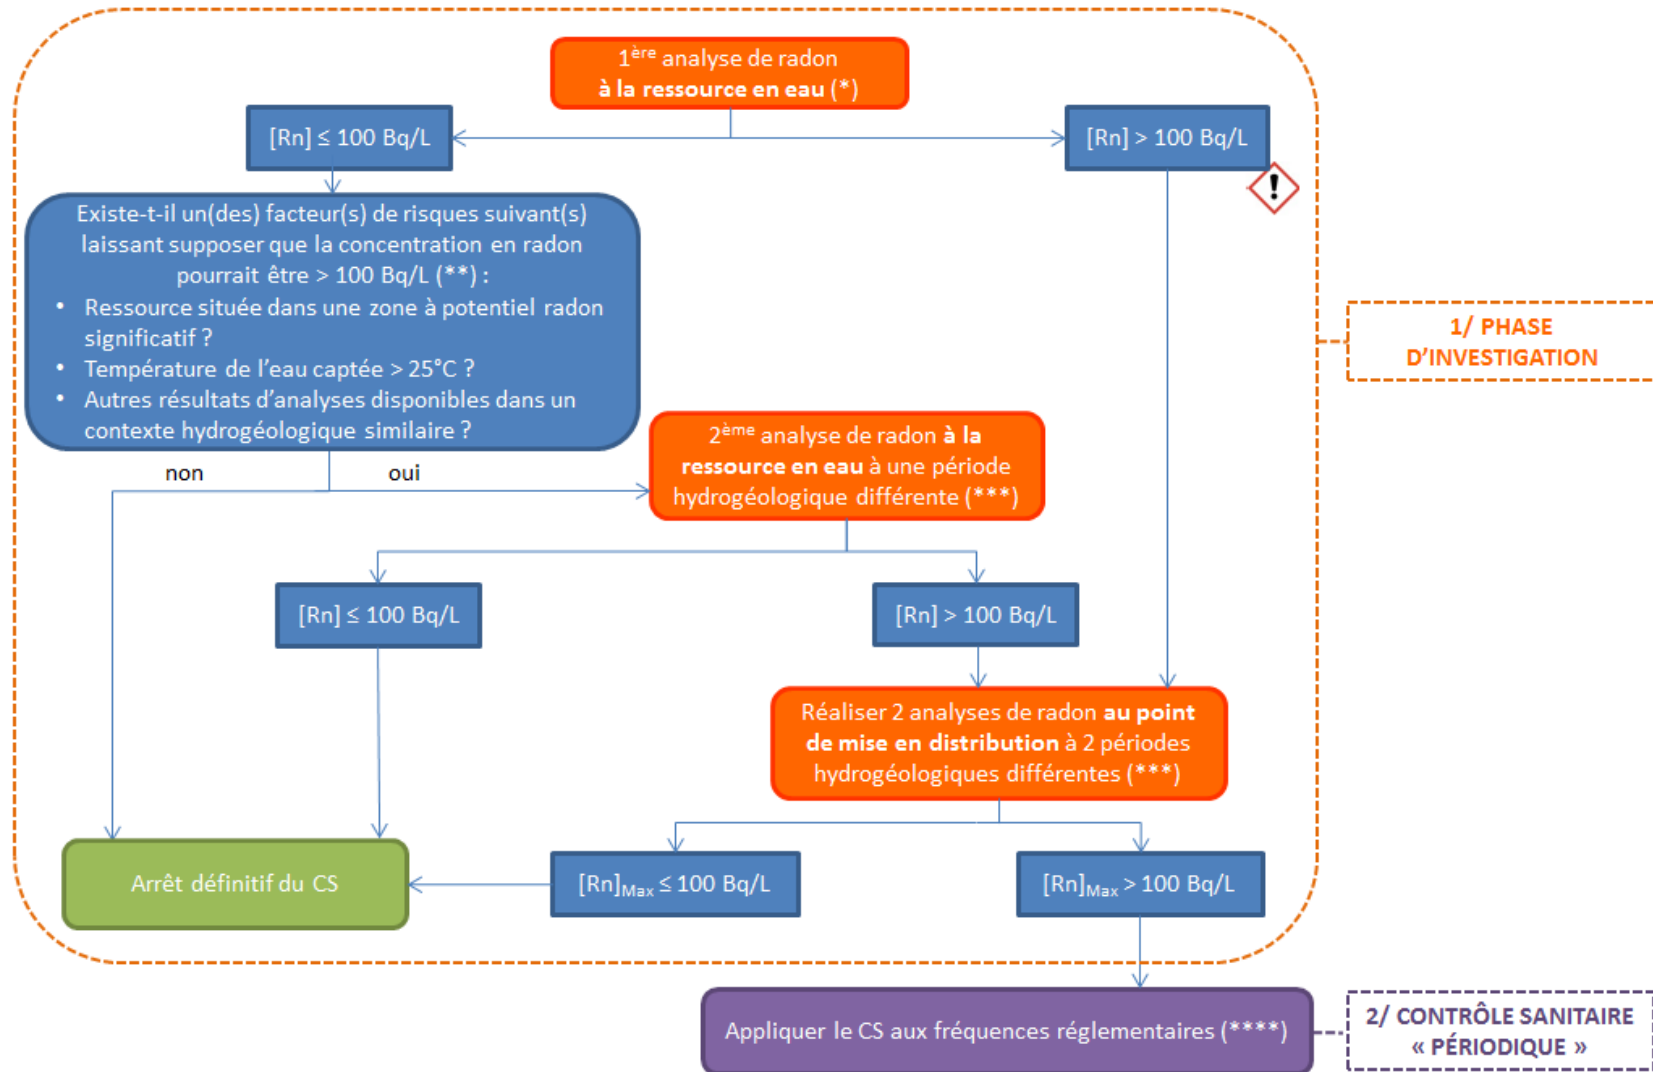 1ère analyse de radon
à la ressource en eau (*)
[Rn] ≤ 100 Bq/L
[Rn] > 100 Bq/L
Existe-t-il un(des) facteur(s) de risques suivant(s)
laissant supposer que la concentration en radon
pourrait être > 100 Bq/L (**) :
• Ressource située dans une zone à potentiel radon
significatif ?
• Température de l'eau captée > 25°C ?
• Autres résultats d'analyses disponibles dans un
contexte hydrogéologique similaire ?
1/ PHASE
D'INVESTIGATION
non
oui
2ème analyse de radon à la
ressource en eau à une période
hydrogéologique différente (***)
[Rn] ≤ 100 Bq/L
[Rn] > 100 Bq/L
Réaliser 2 analyses de radon au point
de mise en distribution à 2 périodes
hydrogéologiques différentes (***)
Arrêt définitif du CS
[Rn]Max ≤ 100 Bq/L
[Rn]Max > 100 Bq/L
Appliquer le CS aux fréquences réglementaires (****)
2/ CONTRÔLE SANITAIRE
« PÉRIODIQUE »